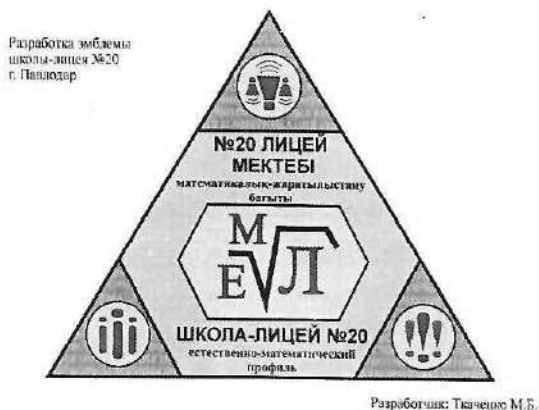 Разработка эмблемы
школы-лицея №20
г. Павлодар
№20 ЛИЦЕЙ
МЕКТЕБІ
математикалық-жаратылыстану
бағыты
М
Е√Л
ШКОЛА-ЛИЦЕЙ №20
естественно-математический
профиль
Разработчик: Ткаченко М.Б.